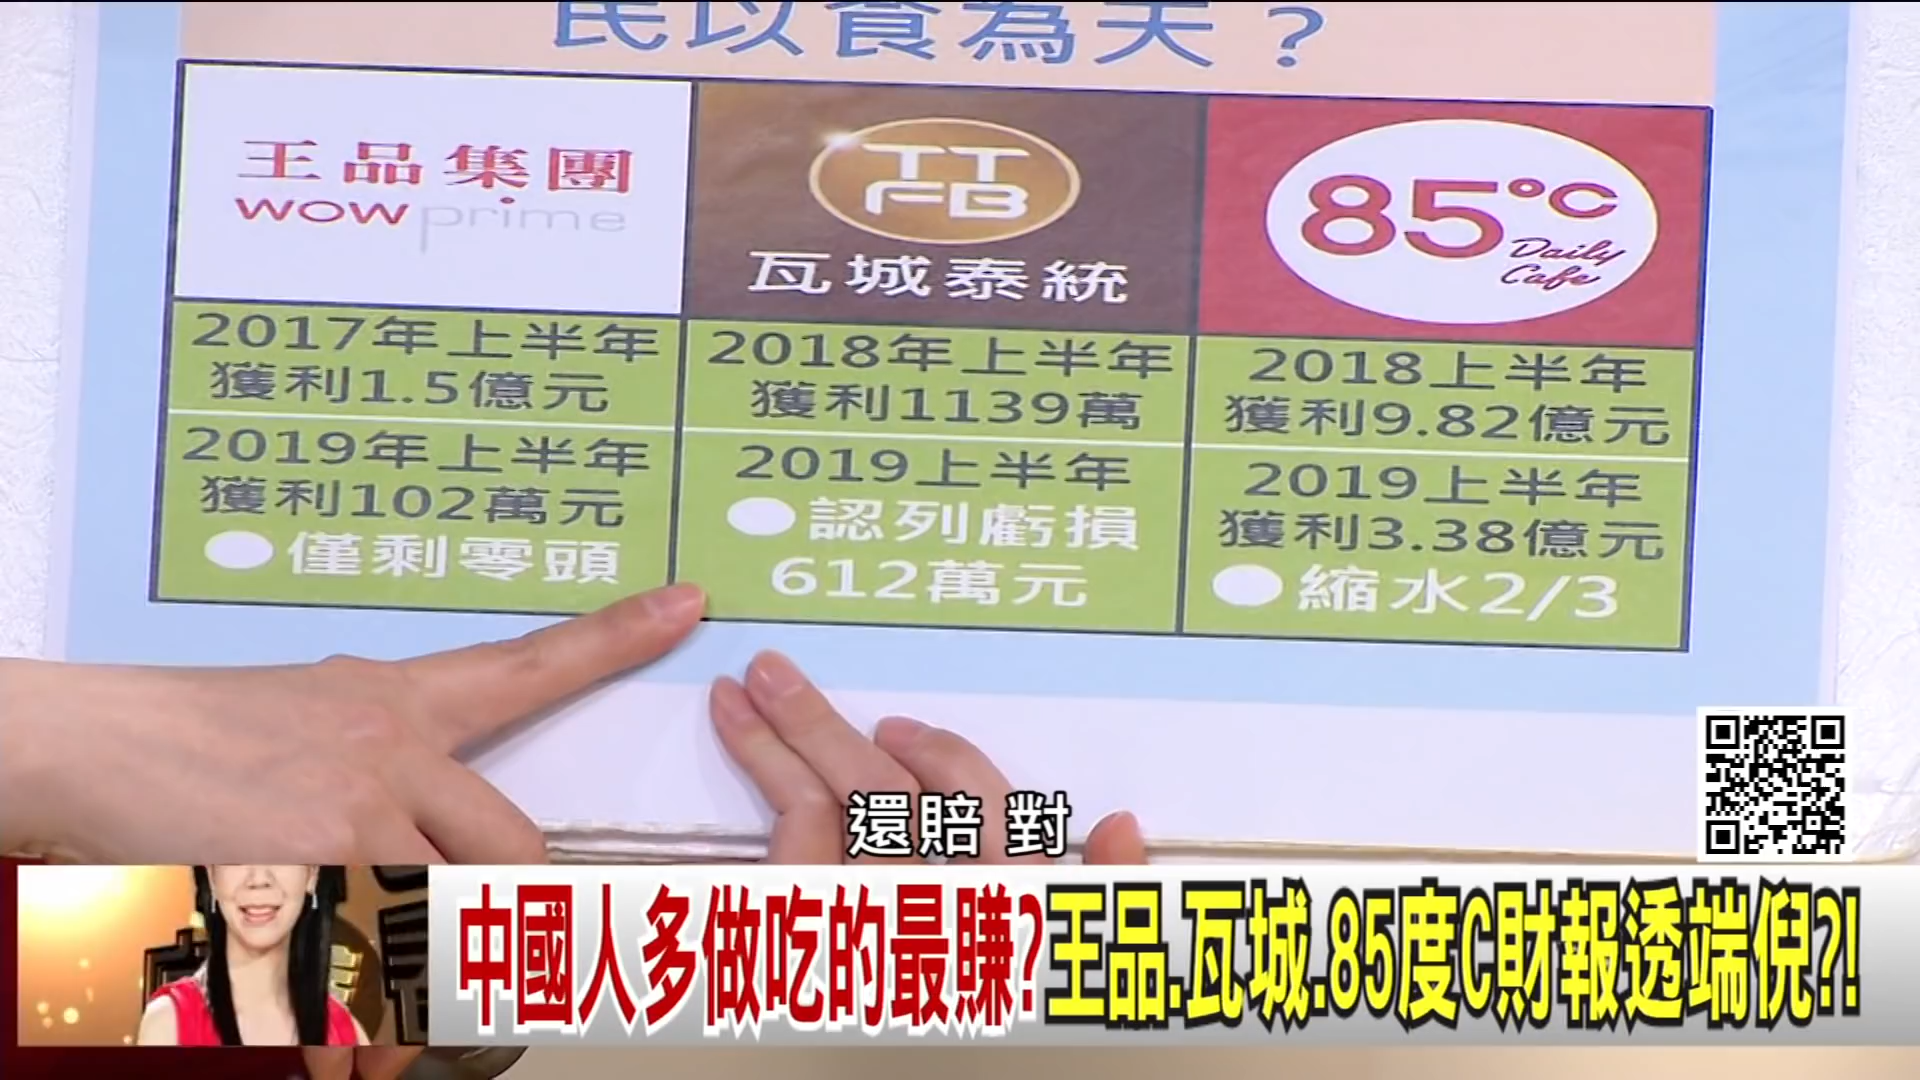 民以食為天？
王品集團
wowprime
TTFB
瓦城泰統
85℃
Daily
Cafe
2017年上半年
獲利1.5億元
2019年上半年
獲利102萬元
●僅剩零頭
2018年上半年
獲利1139萬
2019上半年
●認列虧損
612萬元
2018上半年
獲利9.82億元
2019上半年
獲利3.38億元
●縮水2/3
還賠 對
中國人多做吃的最賺?王品.瓦城.85度C財報透端倪?!